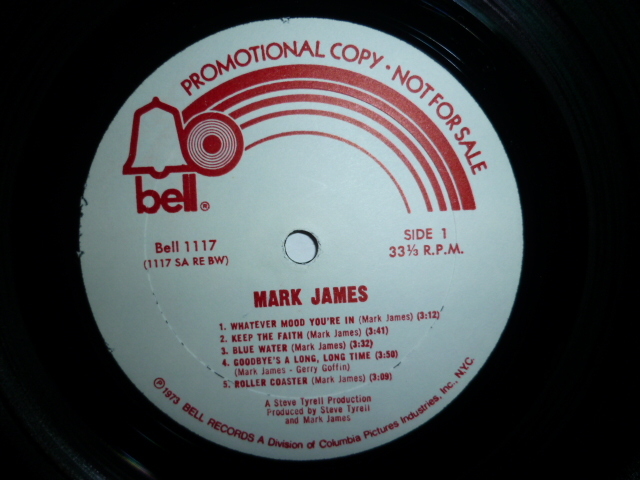 PROMOTIONAL COPY • NOT FOR SALE
bell®
Bell 1117
(1117 SA RE BW)
SIDE 1
33⅓ R.P.M.
MARK JAMES
1. WHATEVER MOOD YOU'RE IN (Mark James) (3:12)
2. KEEP THE FAITH (Mark James) (3:41)
3. BLUE WATER (Mark James) (3:32)
4. GOODBYE'S A LONG, LONG TIME (3:50)
(Mark James - Gerry Goffin)
5. ROLLER COASTER (Mark James) (3:09)
A Steve Tyrell Production
Produced by Steve Tyrell
and Mark James
℗1973 BELL RECORDS A Division of Columbia Pictures Industries, Inc., N.Y.C.